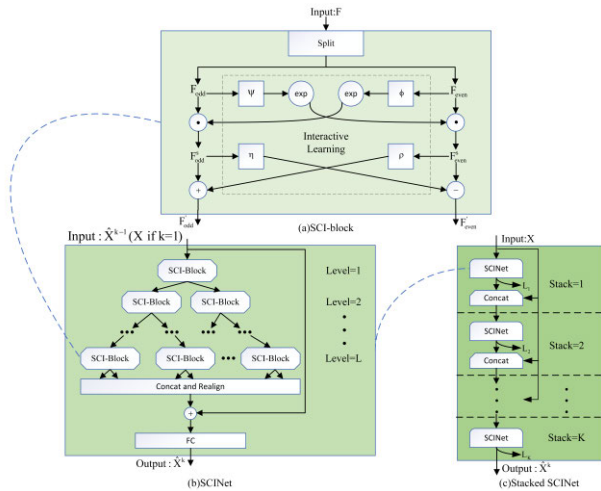 Input:F
Split
F_odd ψ exp exp ϕ F_even
• •
Interactive
Learning
F^s_odd η ρ F^s_even
+ −
F'_odd F'_even
(a)SCI-block
Input : X̂^{k-1} (X if k=1)
SCI-Block Level=1
SCI-Block SCI-Block Level=2
SCI-Block SCI-Block SCI-Block Level=L
Concat and Realign
+
FC
Output : X̂^k
(b)SCINet
Input:X
SCINet
L₁
Stack=1
Concat
SCINet
L₂
Stack=2
Concat
SCINet
Stack=K
L_K
Output : X̂^k
(c)Stacked SCINet